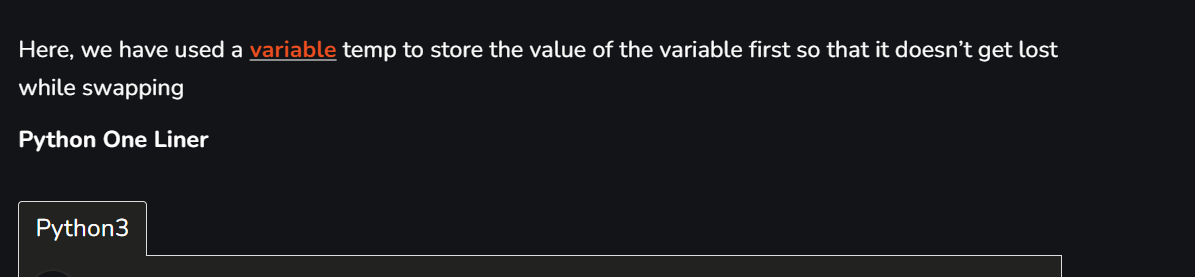 Here, we have used a variable temp to store the value of the variable first so that it doesn’t get lost
while swapping
Python One Liner
Python3